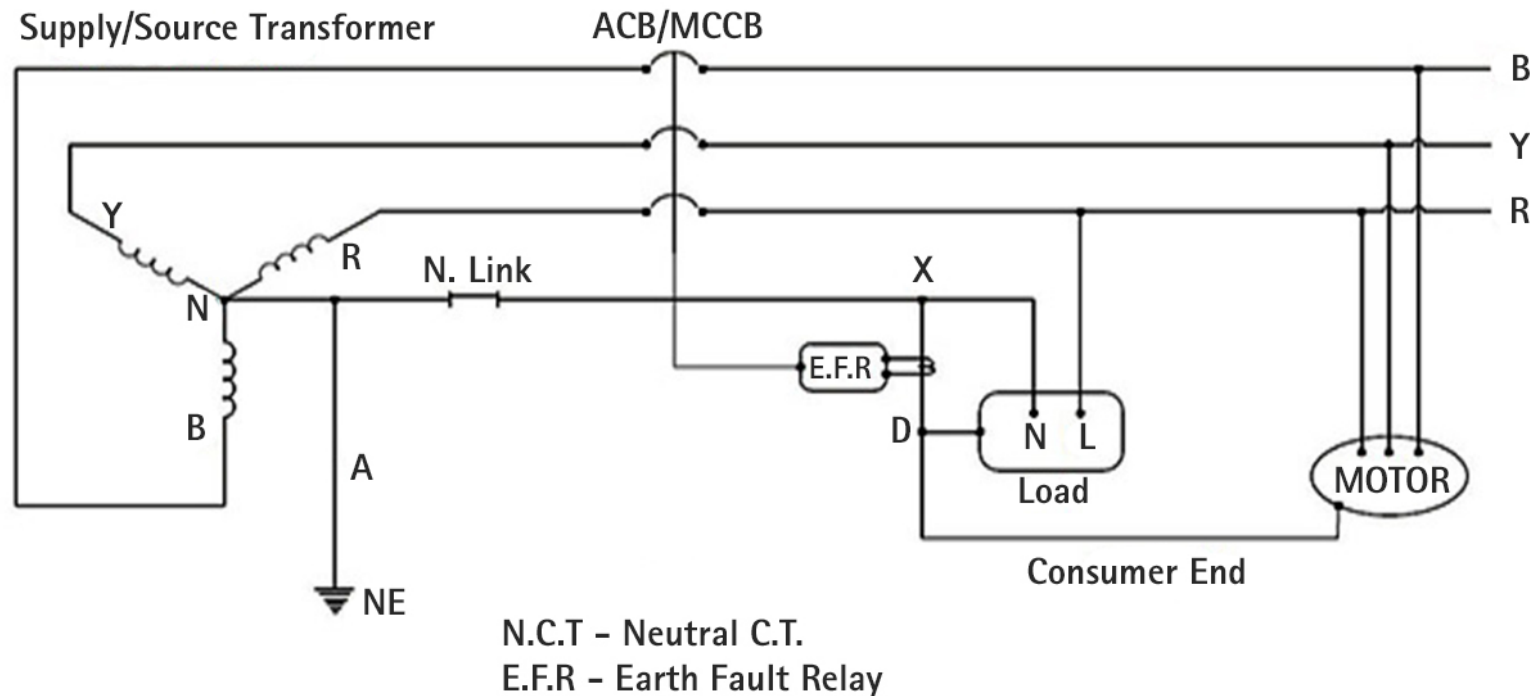 Supply/Source Transformer
ACB/MCCB
B
Y
R
Y
R
N. Link
X
N
E.F.R
B
D
N L
A
MOTOR
Load
Consumer End
NE
N.C.T - Neutral C.T.
E.F.R - Earth Fault Relay